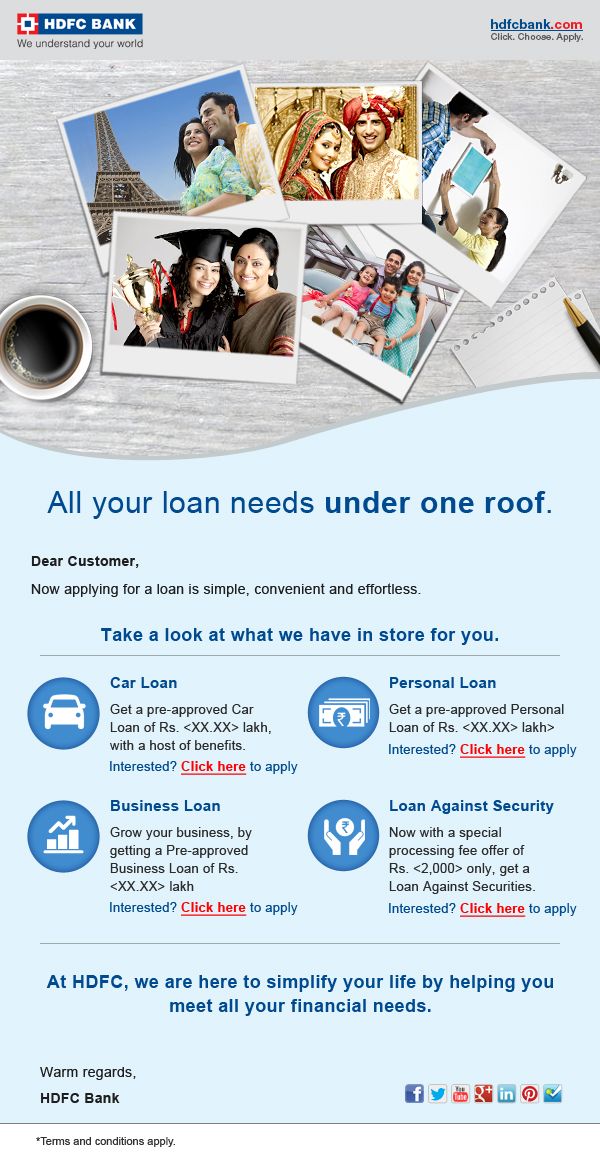 HDFC BANK
We understand your world
hdfcbank.com
Click. Choose. Apply.
All your loan needs under one roof.
Dear Customer,
Now applying for a loan is simple, convenient and effortless.
Take a look at what we have in store for you.
Car Loan
Get a pre-approved Car
Loan of Rs. <XX.XX> lakh,
with a host of benefits.
Interested? Click here to apply
Personal Loan
Get a pre-approved Personal
Loan of Rs. <XX.XX> lakh>
Interested? Click here to apply
Business Loan
Grow your business, by
getting a Pre-approved
Business Loan of Rs.
<XX.XX> lakh
Interested? Click here to apply
Loan Against Security
Now with a special
processing fee offer of
Rs. <2,000> only, get a
Loan Against Securities.
Interested? Click here to apply
At HDFC, we are here to simplify your life by helping you
meet all your financial needs.
Warm regards,
HDFC Bank
*Terms and conditions apply.